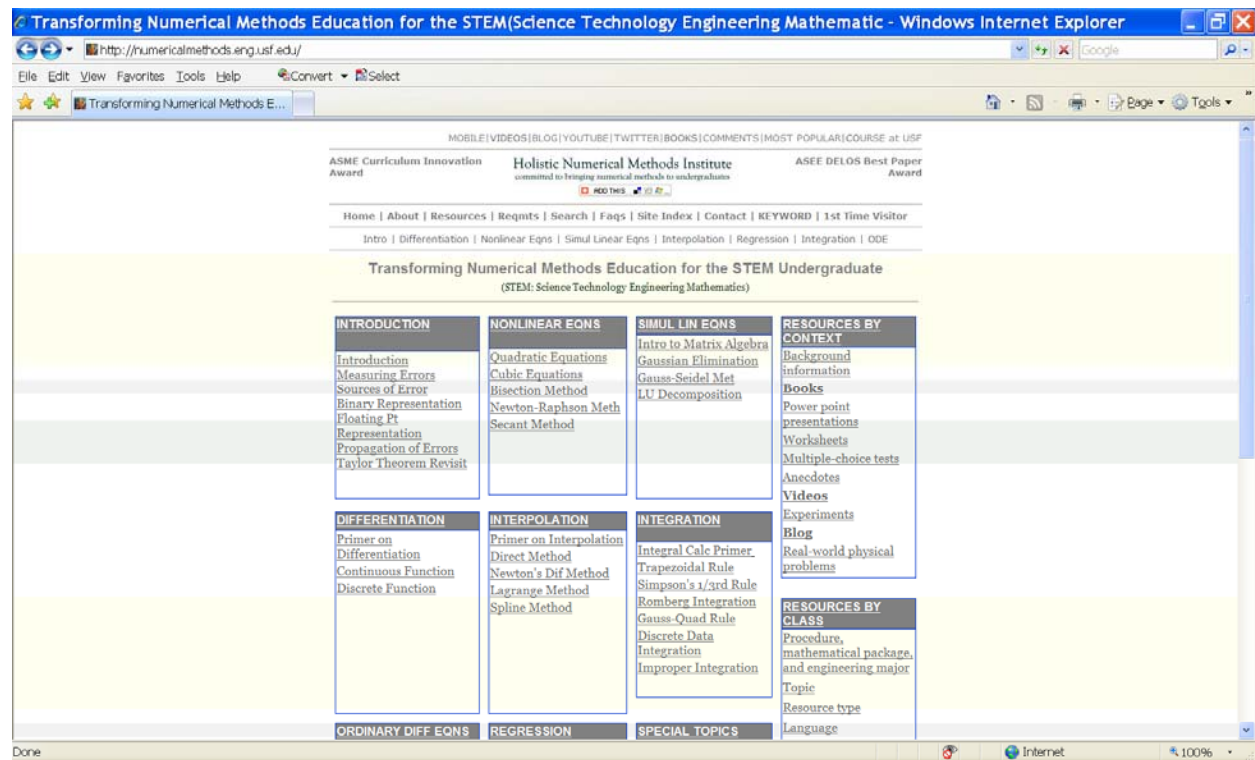 Transforming Numerical Methods Education for the STEM(Science Technology Engineering Mathematic - Windows Internet Explorer
http://numericalmethods.eng.usf.edu/
Google
File Edit View Favorites Tools Help Convert Select
Transforming Numerical Methods E...
Page Tools
MOBILE|VIDEOS|BLOG|YOUTUBE|TWITTER|BOOKS|COMMENTS|MOST POPULAR|COURSE at USF
ASME Curriculum Innovation
Award
Holistic Numerical Methods Institute
committed to bringing numerical methods to undergraduates
ADD THIS
ASEE DELOS Best Paper
Award
Home | About | Resources | Reqmts | Search | Faqs | Site Index | Contact | KEYWORD | 1st Time Visitor
Intro | Differentiation | Nonlinear Eqns | Simul Linear Eqns | Interpolation | Regression | Integration | ODE
Transforming Numerical Methods Education for the STEM Undergraduate
(STEM: Science Technology Engineering Mathematics)
INTRODUCTION
Introduction
Measuring Errors
Sources of Error
Binary Representation
Floating Pt
Representation
Propagation of Errors
Taylor Theorem Revisit
NONLINEAR EQNS
Quadratic Equations
Cubic Equations
Bisection Method
Newton-Raphson Meth
Secant Method
SIMUL LIN EQNS
Intro to Matrix Algebra
Gaussian Elimination
Gauss-Seidel Met
LU Decomposition
RESOURCES BY
CONTEXT
Background
information
Books
Power point
presentations
Worksheets
Multiple-choice tests
Anecdotes
Videos
Experiments
Blog
Real-world physical
problems
DIFFERENTIATION
Primer on
Differentiation
Continuous Function
Discrete Function
INTERPOLATION
Primer on Interpolation
Direct Method
Newton's Dif Method
Lagrange Method
Spline Method
INTEGRATION
Integral Calc Primer
Trapezoidal Rule
Simpson's 1/3rd Rule
Romberg Integration
Gauss-Quad Rule
Discrete Data
Integration
Improper Integration
RESOURCES BY
CLASS
Procedure,
mathematical package,
and engineering major
Topic
Resource type
Language
ORDINARY DIFF EQNS
REGRESSION
SPECIAL TOPICS
Done
Internet
100%